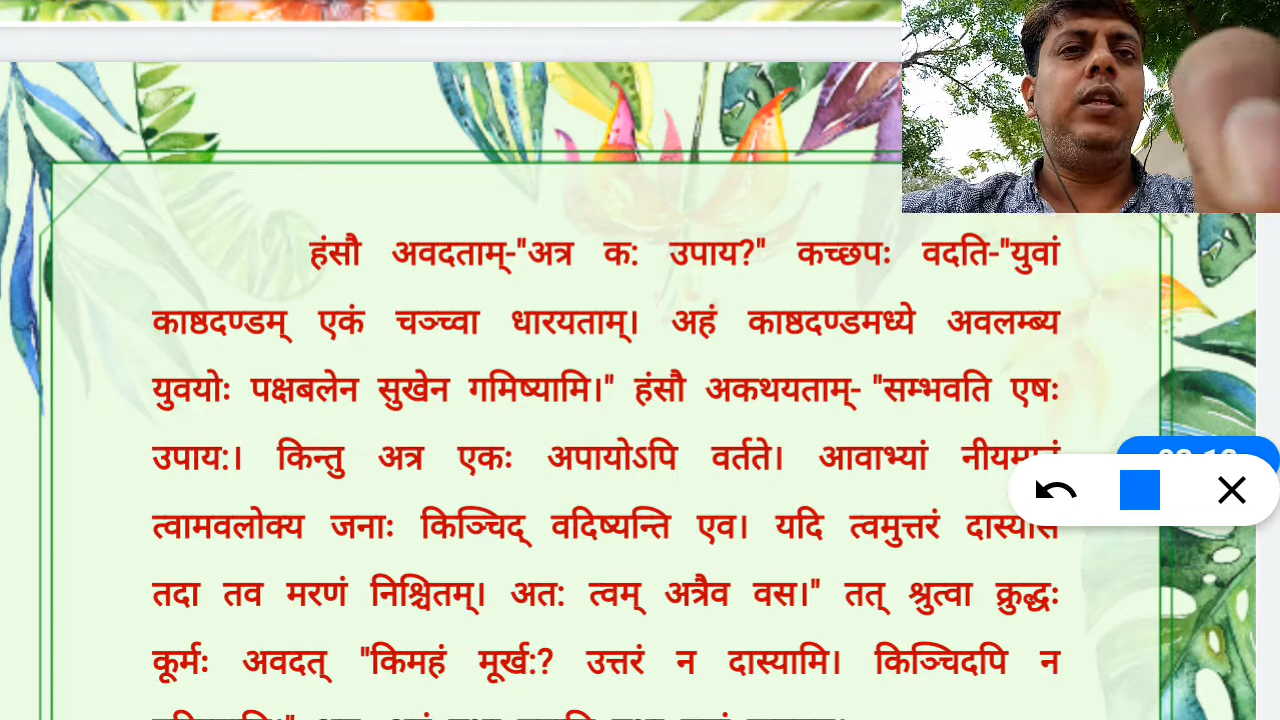 हंसौ अवदताम्-"अत्र क: उपाय?" कच्छपः वदति-"युवां
काष्ठदण्डम् एकं चञ्च्वा धारयताम्। अहं काष्ठदण्डमध्ये अवलम्ब्य
युवयोः पक्षबलेन सुखेन गमिष्यामि।" हंसौ अकथयताम्- "सम्भवति एषः
उपाय:। किन्तु अत्र एकः अपायोऽपि वर्तते। आवाभ्यां
त्वामवलोक्य जनाः किञ्चिद् वदिष्यन्ति एव। यदि त्वमुत्तरं दास्यसि
तदा तव मरणं निश्चितम्। अत: त्वम् अत्रैव वस।" तत् श्रुत्वा क्रुद्धः
कूर्मः अवदत् "किमहं मूर्ख:? उत्तरं न दास्यामि। किञ्चिदपि न